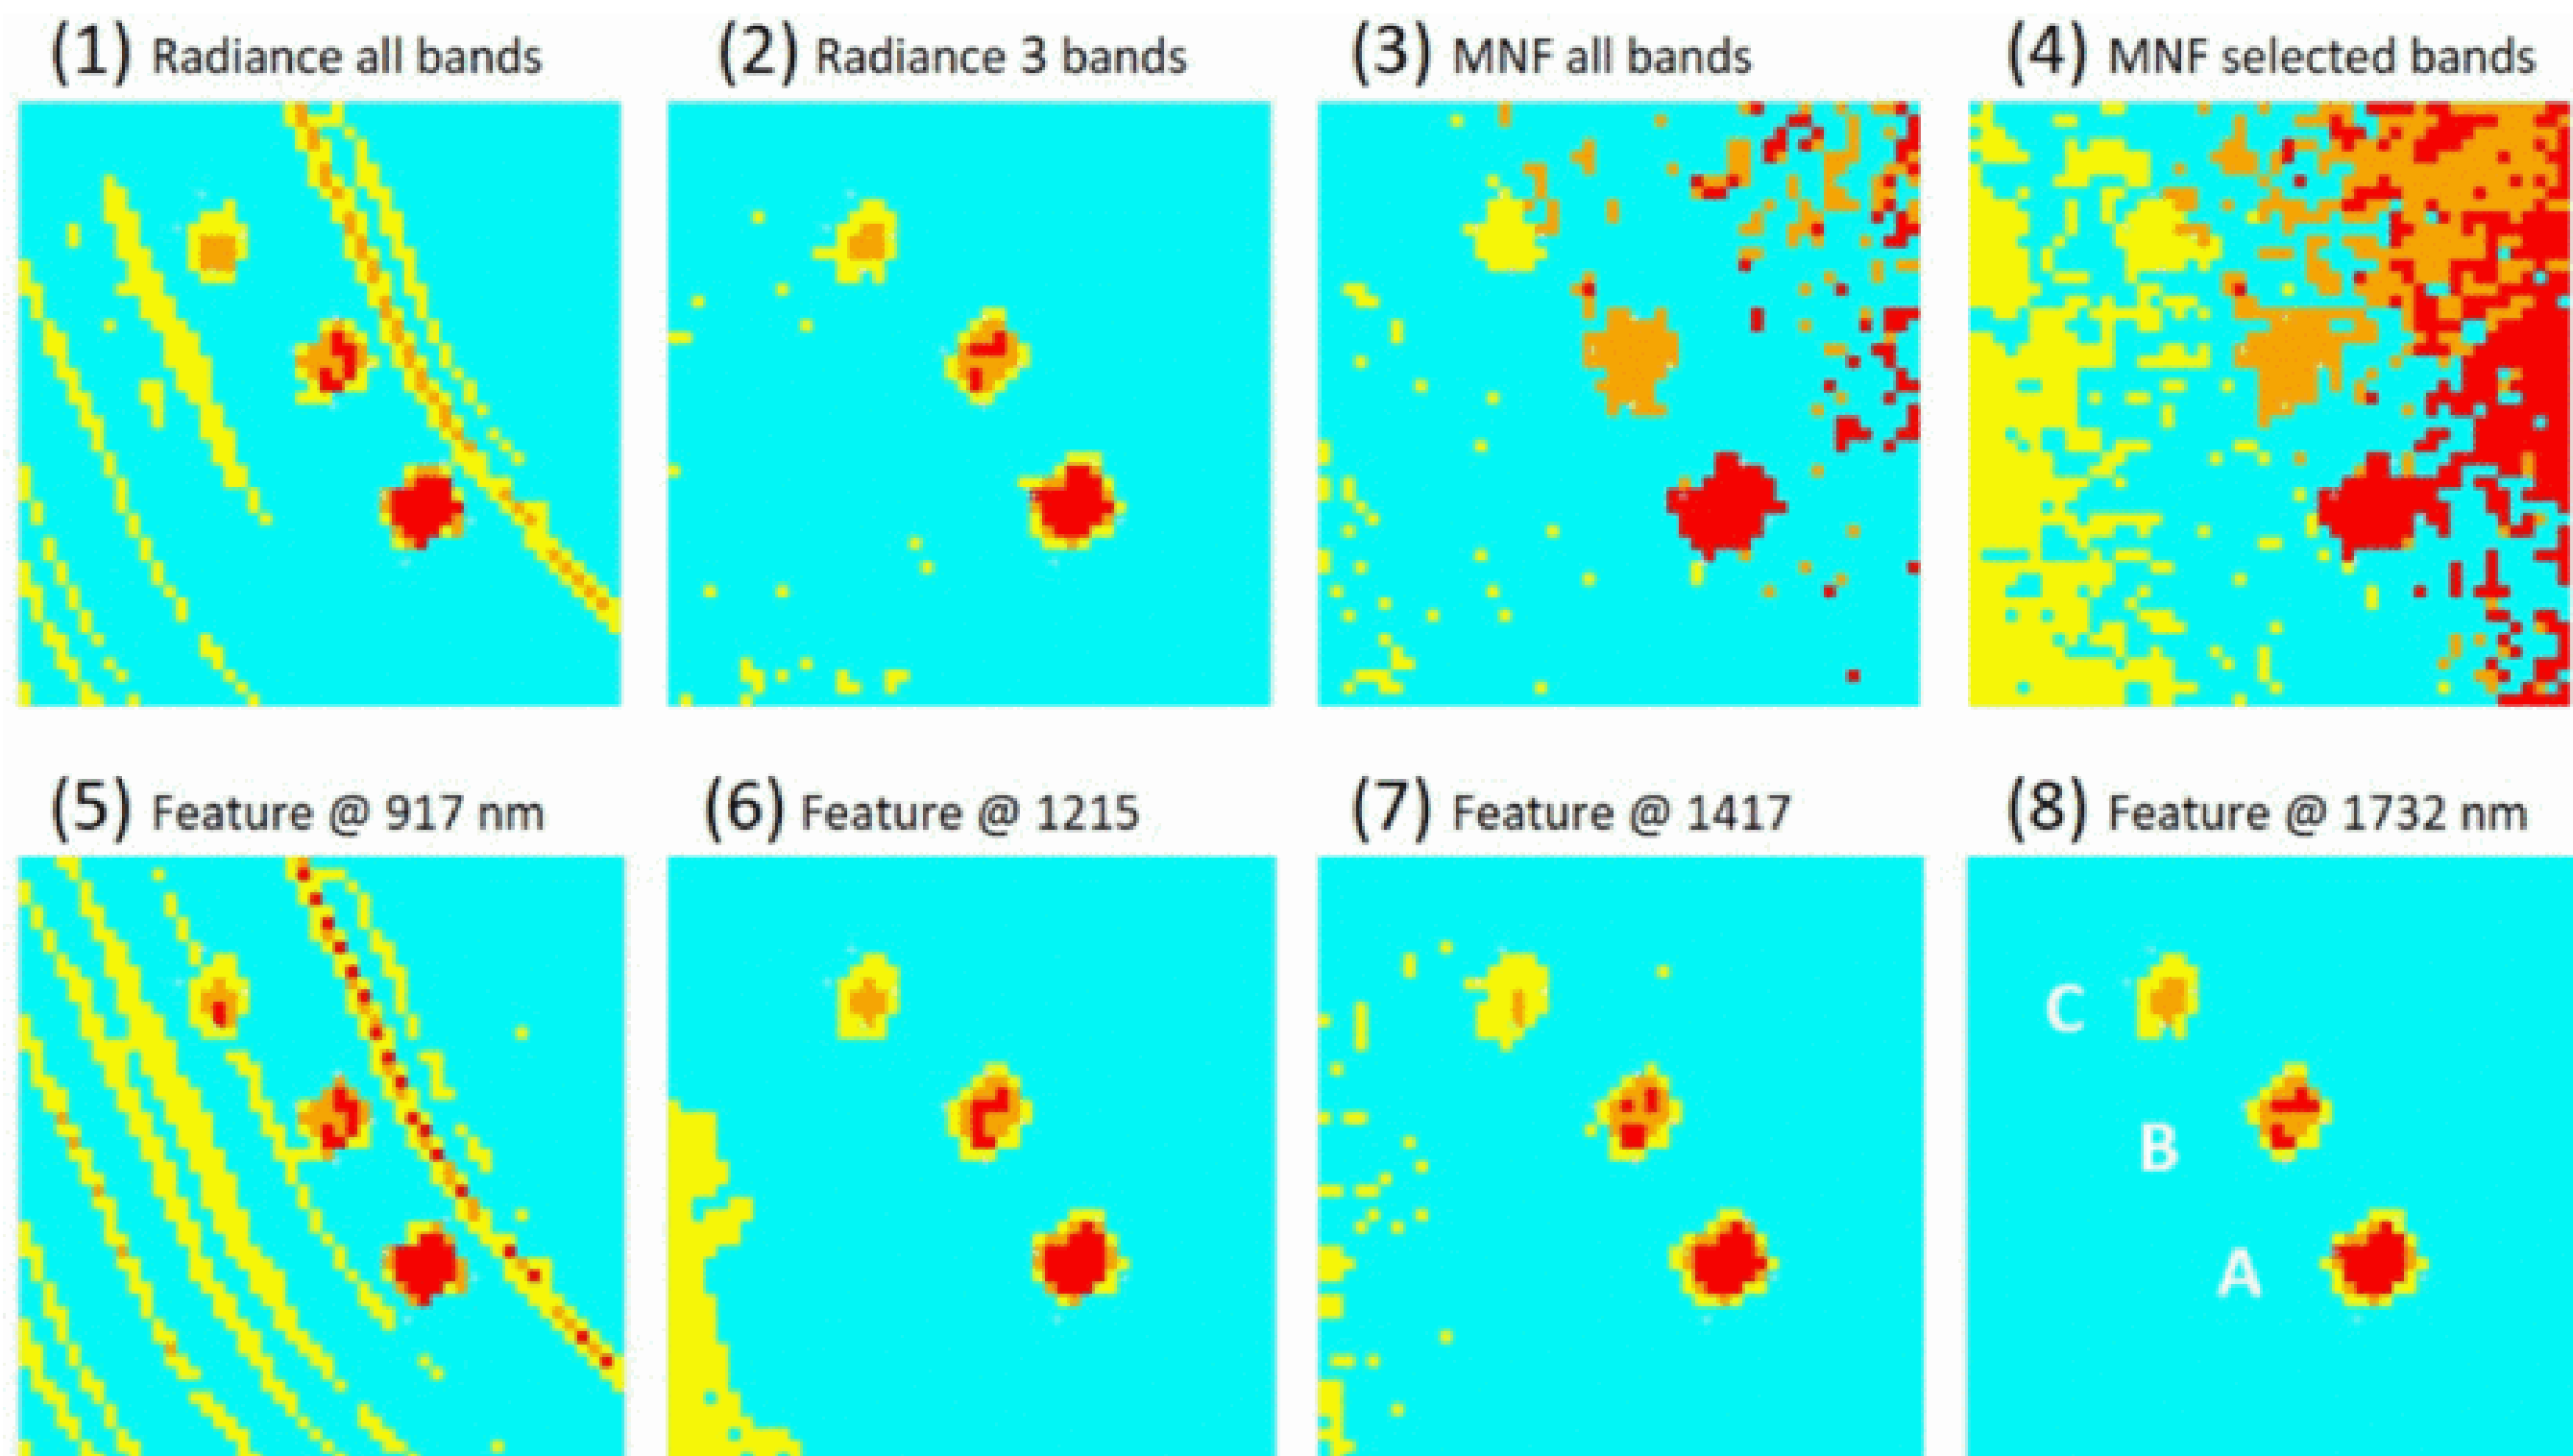 (1) Radiance all bands
(2) Radiance 3 bands
(3) MNF all bands
(4) MNF selected bands
(5) Feature @ 917 nm
(6) Feature @ 1215
(7) Feature @ 1417
(8) Feature @ 1732 nm
C
B
A